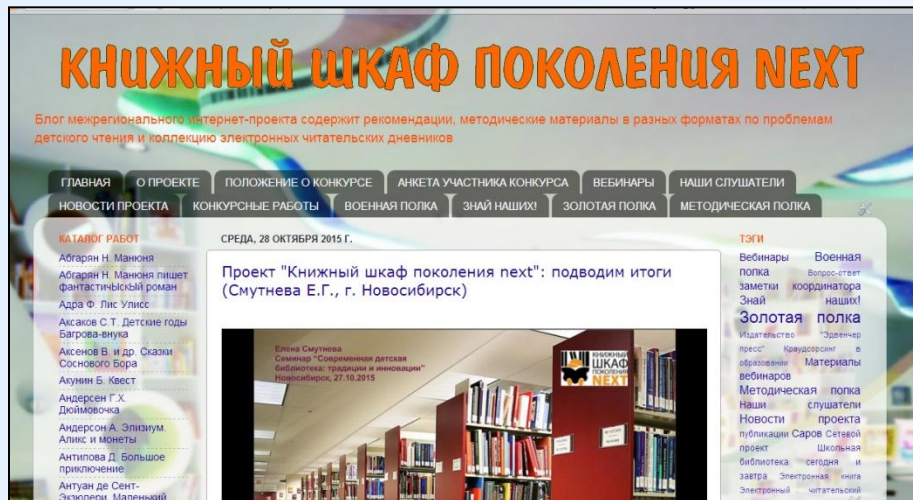 КНИЖНЫЙ ШКАФ ПОКОЛЕНИЯ NEXT
Блог межрегионального интернет-проекта содержит рекомендации, методические материалы в разных форматах по проблемам
детского чтения и коллекцию электронных читательских дневников
ГЛАВНАЯ О ПРОЕКТЕ ПОЛОЖЕНИЕ О КОНКУРСЕ АНКЕТА УЧАСТНИКА КОНКУРСА ВЕБИНАРЫ НАШИ СЛУШАТЕЛИ
НОВОСТИ ПРОЕКТА КОНКУРСНЫЕ РАБОТЫ ВОЕННАЯ ПОЛКА ЗНАЙ НАШИХ! ЗОЛОТАЯ ПОЛКА МЕТОДИЧЕСКАЯ ПОЛКА
КАТАЛОГ РАБОТ
Абгарян Н. Манюня
Абгарян Н. Манюня пишет
фантастичЫскЫй роман
Адра Ф. Лис Улисс
Аксаков С.Т. Детские годы
Багрова-внука
Аксенов В. и др. Сказки
Соснового Бора
Акунин Б. Квест
Андерсен Г.Х.
Дюймовочка
Андерсон А. Элизиум.
Аликс и монеты
Антипова Д. Большое
приключение
Антуан де Сент-
Экзюпери. Маленький
СРЕДА, 28 ОКТЯБРЯ 2015 Г.
Проект "Книжный шкаф поколения next": подводим итоги
(Смутнева Е.Г., г. Новосибирск)
Елена Смутнева
Семинар "Современная детская
библиотека: традиции и инновации"
Новосибирск, 27.10.2015
КНИЖНЫЙ
ШКАФ
ПОКОЛЕНИЯ
NEXT
ТЭГИ
Вебинары Военная
полка Вопрос-ответ
заметки координатора
Знай наших!
Золотая полка
Издательство "Эдвенчер
пресс" Краудсорсинг в
образовании Материалы
вебинаров
Методическая полка
Наши слушатели
Новости проекта
публикации Саров Сетевой
проект Школьная
библиотека сегодня и
завтра Электронная книга
Электронный читательский